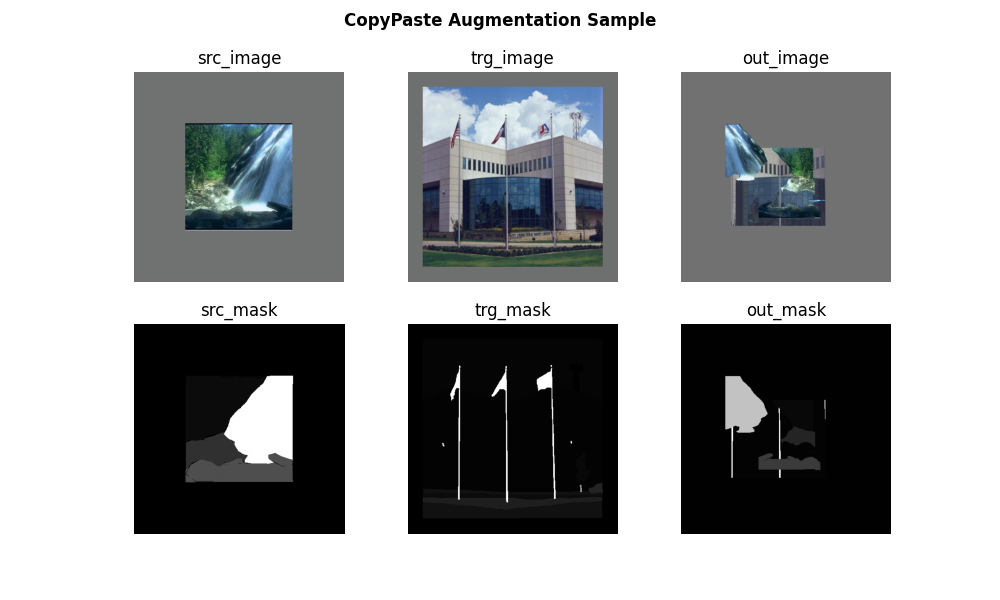 CopyPaste Augmentation Sample
src_image
trg_image
out_image
src_mask
trg_mask
out_mask